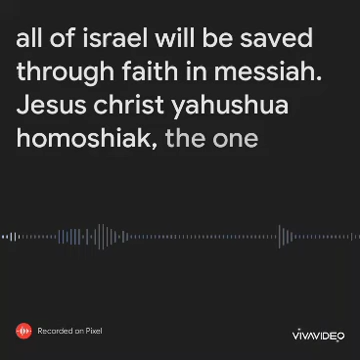 all of israel will be saved
through faith in messiah.
Jesus christ yahushua
homoshiak, the one
Recorded on Pixel
VIVAVIDEO